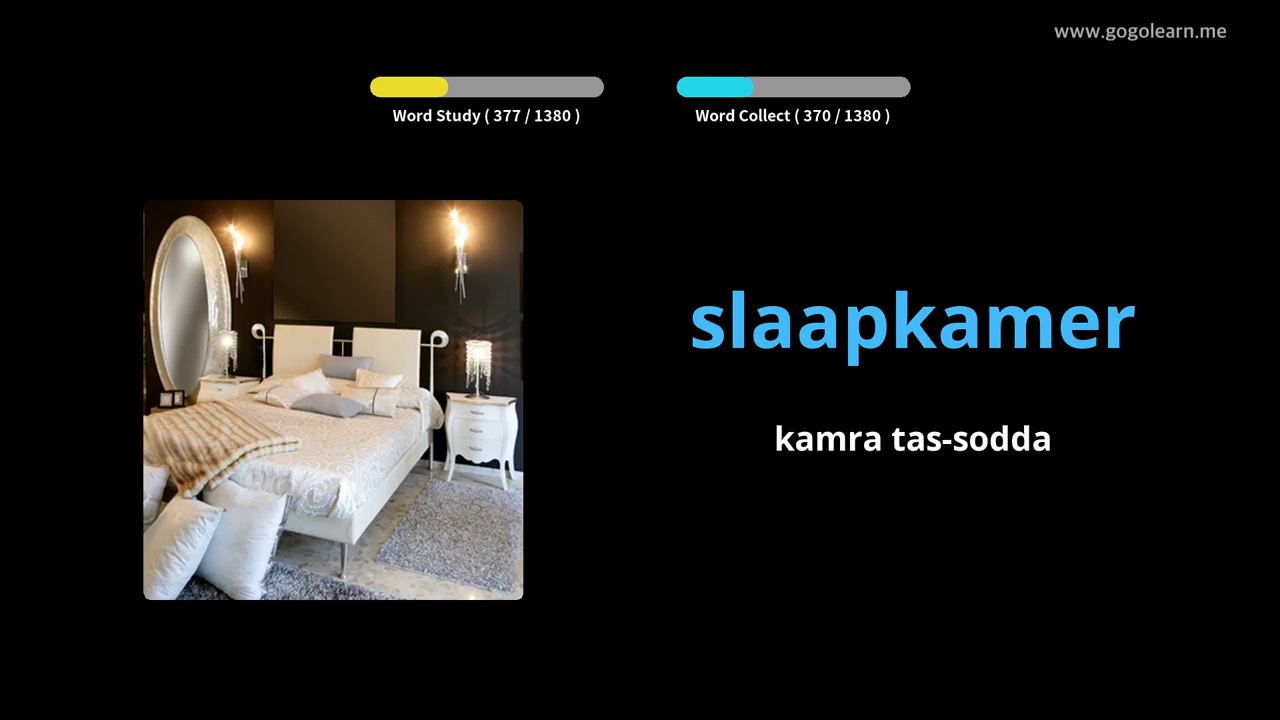 www.gogolearn.me
Word Study ( 377 / 1380 )
Word Collect ( 370 / 1380 )
slaapkamer
kamra tas-sodda